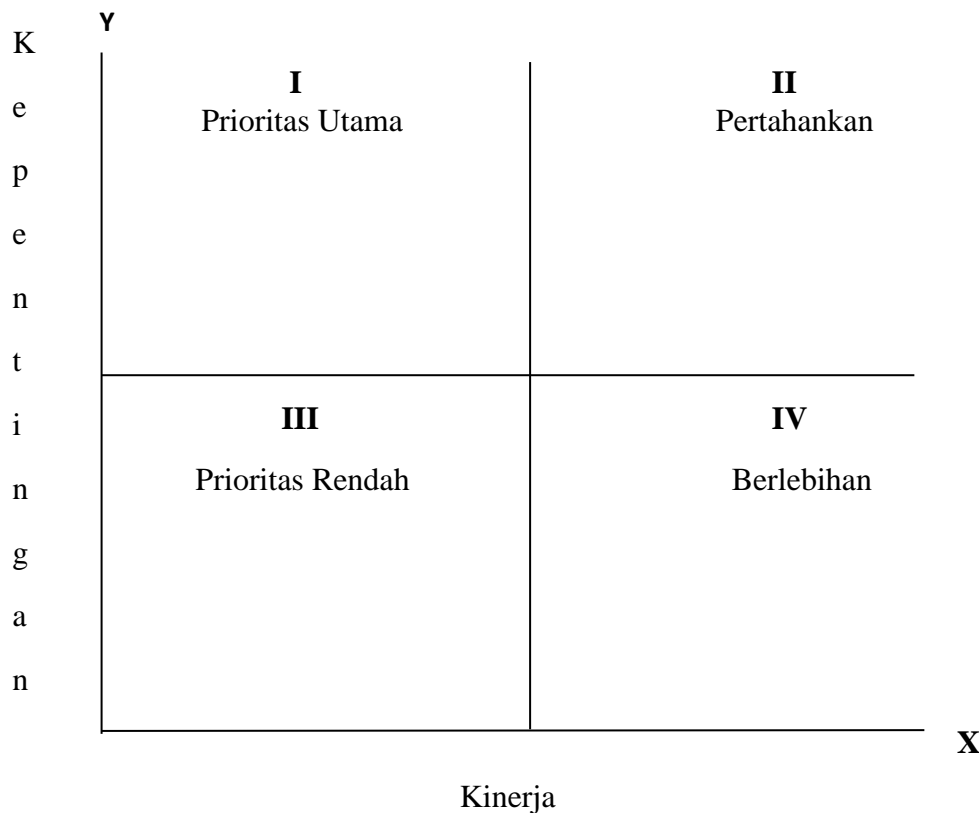 Y
K
e
p
e
n
t
i
n
g
a
n
I
Prioritas Utama
II
Pertahankan
III
Prioritas Rendah
IV
Berlebihan
X
Kinerja